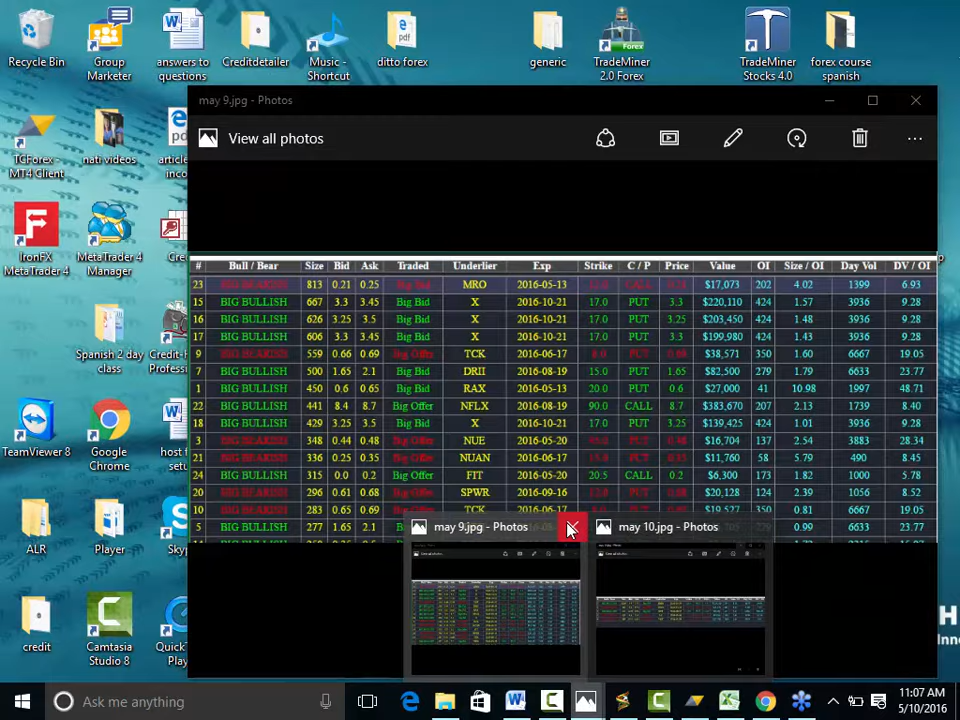 Recycle Bin
Group Marketer
answers to questions
Creditdetailer
Music - Shortcut
ditto forex
generic
TradeMiner 2.0 Forex
TradeMiner Stocks 4.0
forex course spanish
may 9.jpg - Photos
View all photos
TCForex - MT4 Client
nati videos
IronFX MetaTrader 4
MetaTrader 4 Manager
Spanish 2 day class
TeamViewer 8
Google Chrome
ALR
Player
credit
Camtasia Studio 8
# Bull / Bear Size Bid Ask Traded Underlier Exp Strike C / P Price Value OI Size / OI Day Vol DV / OI
23 BIG BEARISH 813 0.21 0.25 Big Bid MRO 2016-05-13 CALL $17,073 202 4.02 1399 6.93
15 BIG BULLISH 667 3.3 3.45 Big Bid X 2016-10-21 17.0 PUT 3.3 $220,110 424 1.57 3936 9.28
16 BIG BULLISH 626 3.25 3.5 Big Bid X 2016-10-21 17.0 PUT 3.25 $203,450 424 1.48 3936 9.28
17 BIG BULLISH 606 3.3 3.45 Big Bid X 2016-10-21 17.0 PUT 3.3 $199,980 424 1.43 3936 9.28
9 BIG BEARISH 559 0.66 0.69 Big Offer TCK 2016-06-17 PUT $38,571 350 1.60 6667 19.05
7 BIG BULLISH 500 1.65 2.1 Big Bid DRII 2016-08-19 15.0 PUT 1.65 $82,500 279 1.79 6633 23.77
1 BIG BULLISH 450 0.6 0.65 Big Bid RAX 2016-05-13 20.0 PUT 0.6 $27,000 41 10.98 1997 48.71
22 BIG BULLISH 441 8.4 8.7 Big Offer NFLX 2016-08-19 90.0 CALL 8.7 $383,670 207 2.13 1739 8.40
18 BIG BULLISH 429 3.25 3.5 Big Bid X 2016-10-21 17.0 PUT 3.25 $139,425 424 1.01 3936 9.28
3 BIG BEARISH 348 0.44 0.48 Big Offer NUE 2016-05-20 PUT $16,704 137 2.54 3883 28.34
21 BIG BEARISH 336 0.25 0.35 Big Offer NUAN 2016-06-17 PUT $11,760 58 5.79 490 8.45
24 BIG BULLISH 315 0.0 0.2 Big Offer FIT 2016-05-20 20.5 CALL 0.2 $6,300 173 1.82 1000 5.78
20 BIG BEARISH 296 0.61 0.68 Big Offer SPWR 2016-09-16 PUT $20,128 124 2.39 1056 8.52
10 BIG BEARISH 283 0.65 0.69 Big Offer TCK 2016-06-17 PUT 350 0.81 6667 19.05
5 BIG BULLISH 277 1.65 2.1 279 0.99 6633 23.77
may 9.jpg - Photos
may 10.jpg - Photos
Ask me anything
11:07 AM
5/10/2016